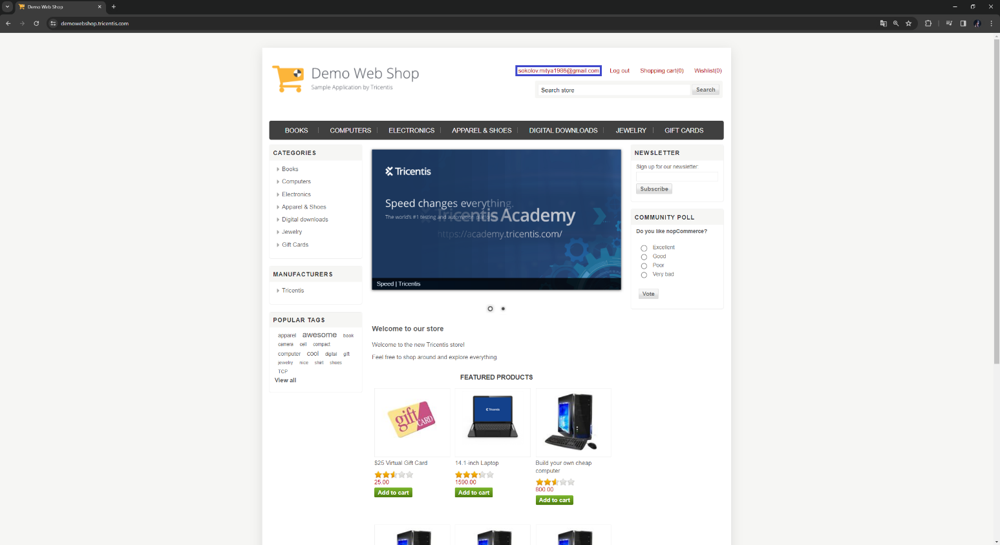 Demo Web Shop
demowebshop.tricentis.com
Demo Web Shop
Sample Application by Tricentis
sokolov.mitya1986@gmail.com Log out Shopping cart(0) Wishlist(0)
Search store Search
BOOKS COMPUTERS ELECTRONICS APPAREL & SHOES DIGITAL DOWNLOADS JEWELRY GIFT CARDS
CATEGORIES
Books
Computers
Electronics
Apparel & Shoes
Digital downloads
Jewelry
Gift Cards
MANUFACTURERS
Tricentis
POPULAR TAGS
apparel awesome book
camera cell compact
computer cool digital gift
jewelry nice shirt shoes
TCP
View all
Tricentis
Speed changes everything.
The world's #1 testing and automation
Tricentis Academy
https://academy.tricentis.com/
Speed | Tricentis
Welcome to our store
Welcome to the new Tricentis store!
Feel free to shop around and explore everything.
FEATURED PRODUCTS
gift CARD
$25 Virtual Gift Card
25.00
Add to cart
Tricentis
14.1-inch Laptop
1590.00
Add to cart
Build your own cheap
computer
800.00
Add to cart
NEWSLETTER
Sign up for our newsletter:
Subscribe
COMMUNITY POLL
Do you like nopCommerce?
Excellent
Good
Poor
Very bad
Vote